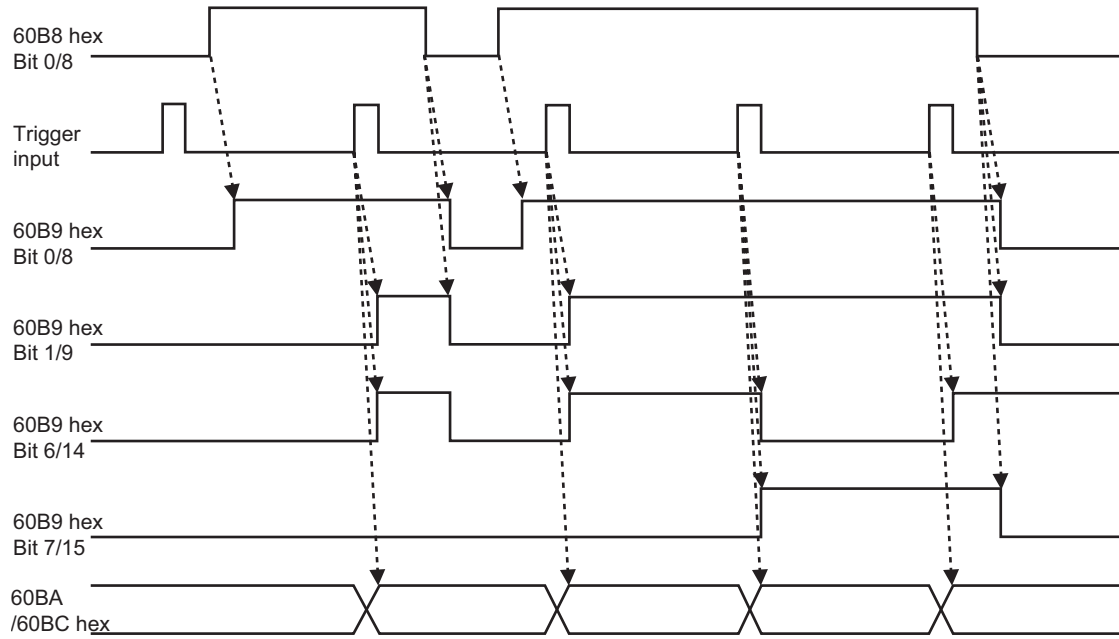 60B8 hex
Bit 0/8
Trigger
input
60B9 hex
Bit 0/8
60B9 hex
Bit 1/9
60B9 hex
Bit 6/14
60B9 hex
Bit 7/15
60BA
/60BC hex